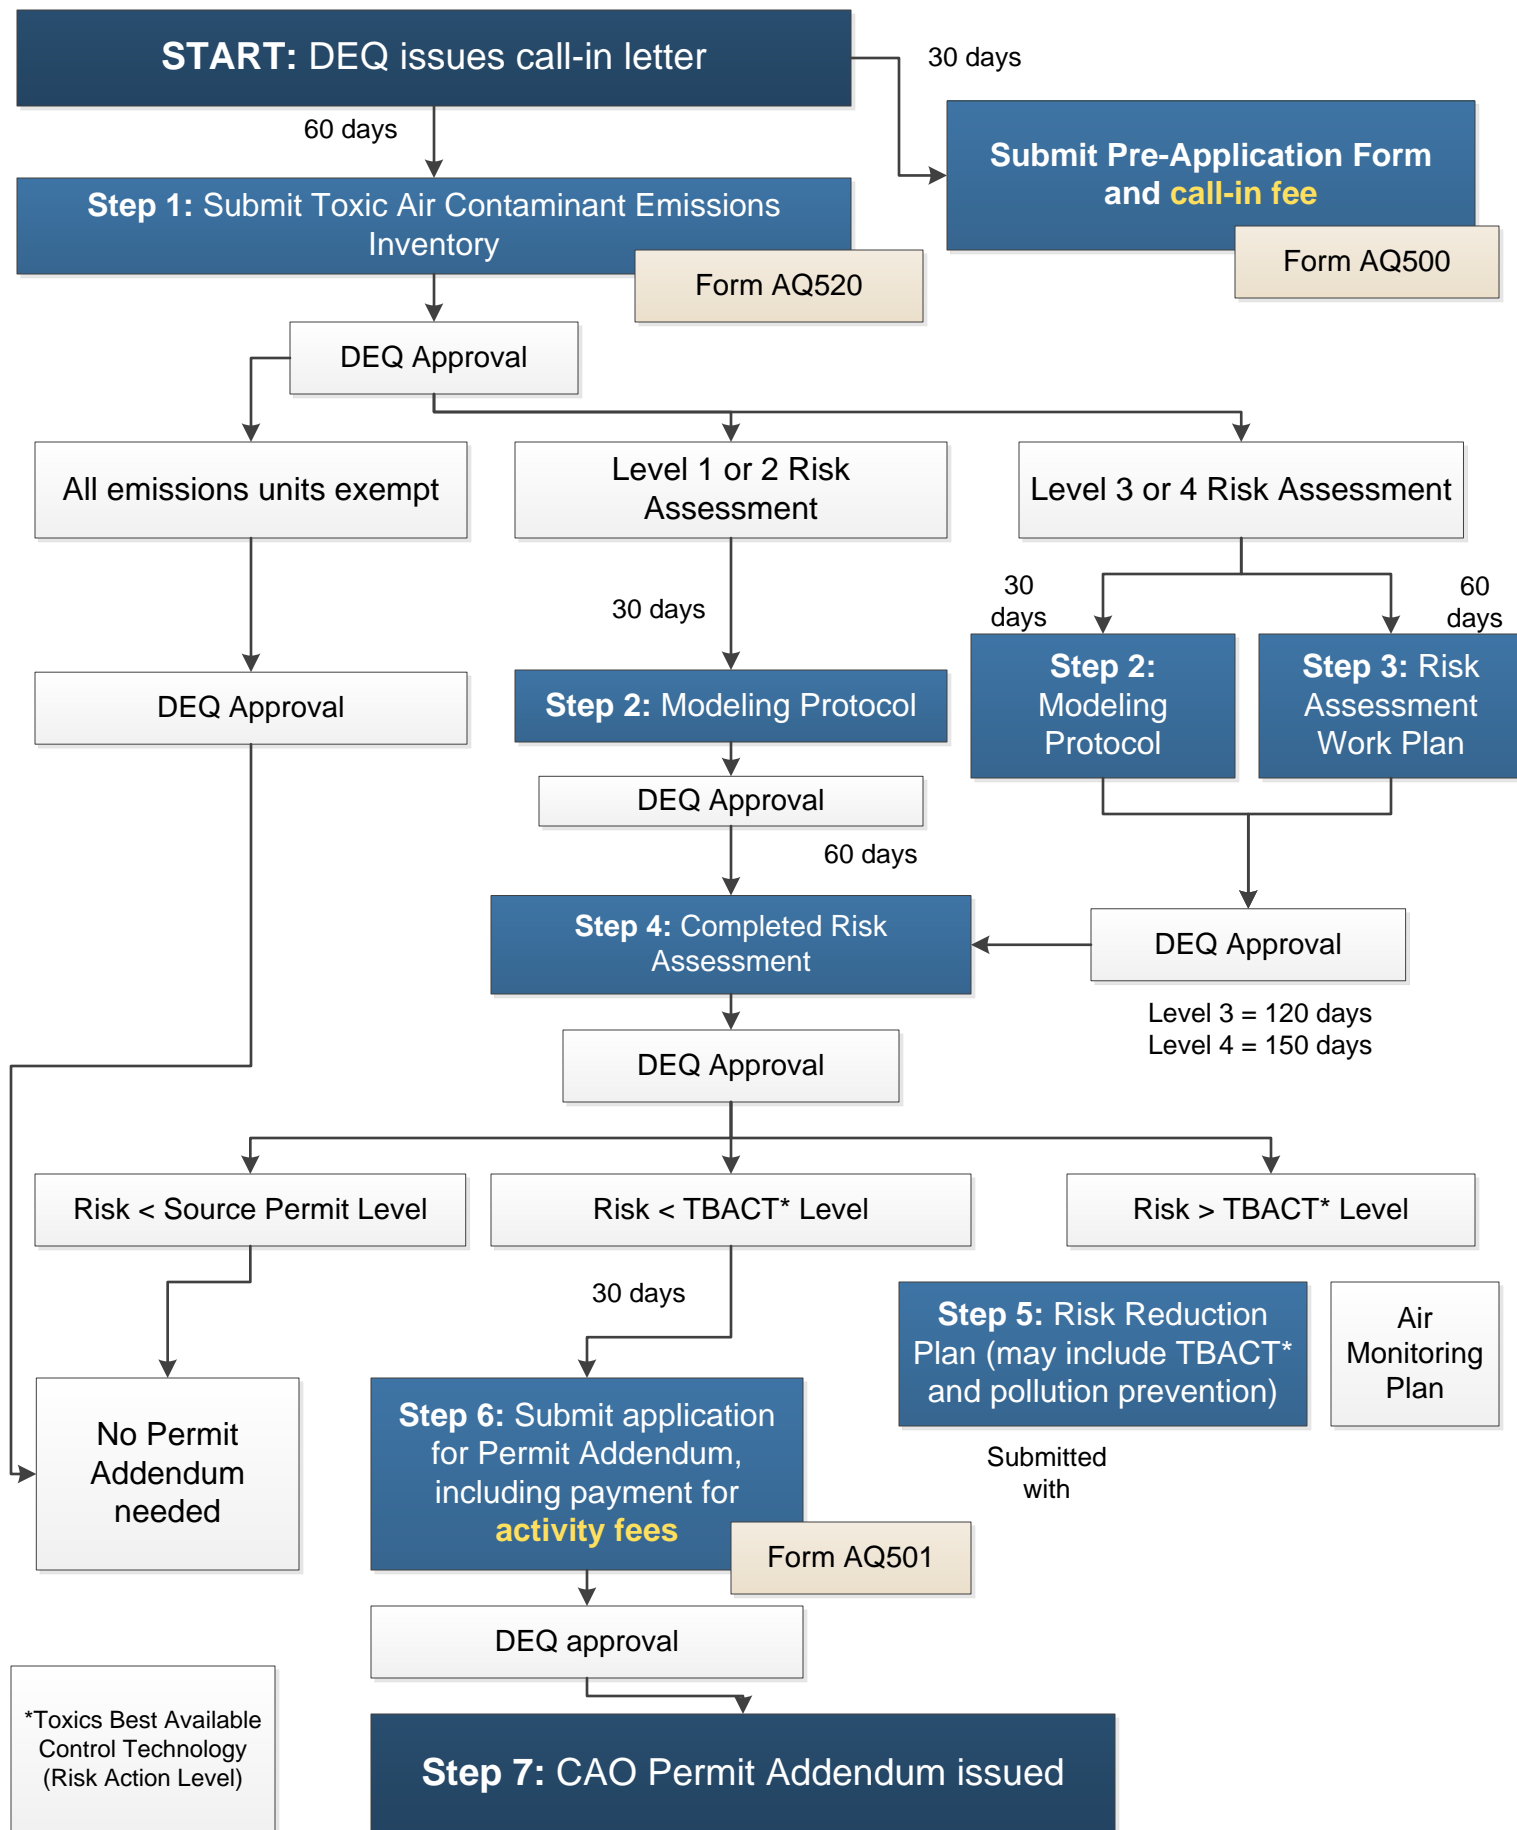 START: DEQ issues call-in letter
30 days
60 days
Submit Pre-Application Form
and call-in fee
Form AQ500
Step 1: Submit Toxic Air Contaminant Emissions
Inventory
Form AQ520
DEQ Approval
All emissions units exempt
Level 1 or 2 Risk
Assessment
Level 3 or 4 Risk Assessment
30 days
30
days
60
days
DEQ Approval
Step 2: Modeling Protocol
Step 2:
Modeling
Protocol
Step 3: Risk
Assessment
Work Plan
DEQ Approval
60 days
Step 4: Completed Risk
Assessment
DEQ Approval
Level 3 = 120 days
Level 4 = 150 days
DEQ Approval
Risk < Source Permit Level
Risk < TBACT* Level
Risk > TBACT* Level
30 days
Step 5: Risk Reduction
Plan (may include TBACT*
and pollution prevention)
Air
Monitoring
Plan
Submitted
with
No Permit
Addendum
needed
Step 6: Submit application
for Permit Addendum,
including payment for
activity fees
Form AQ501
DEQ approval
*Toxics Best Available
Control Technology
(Risk Action Level)
Step 7: CAO Permit Addendum issued